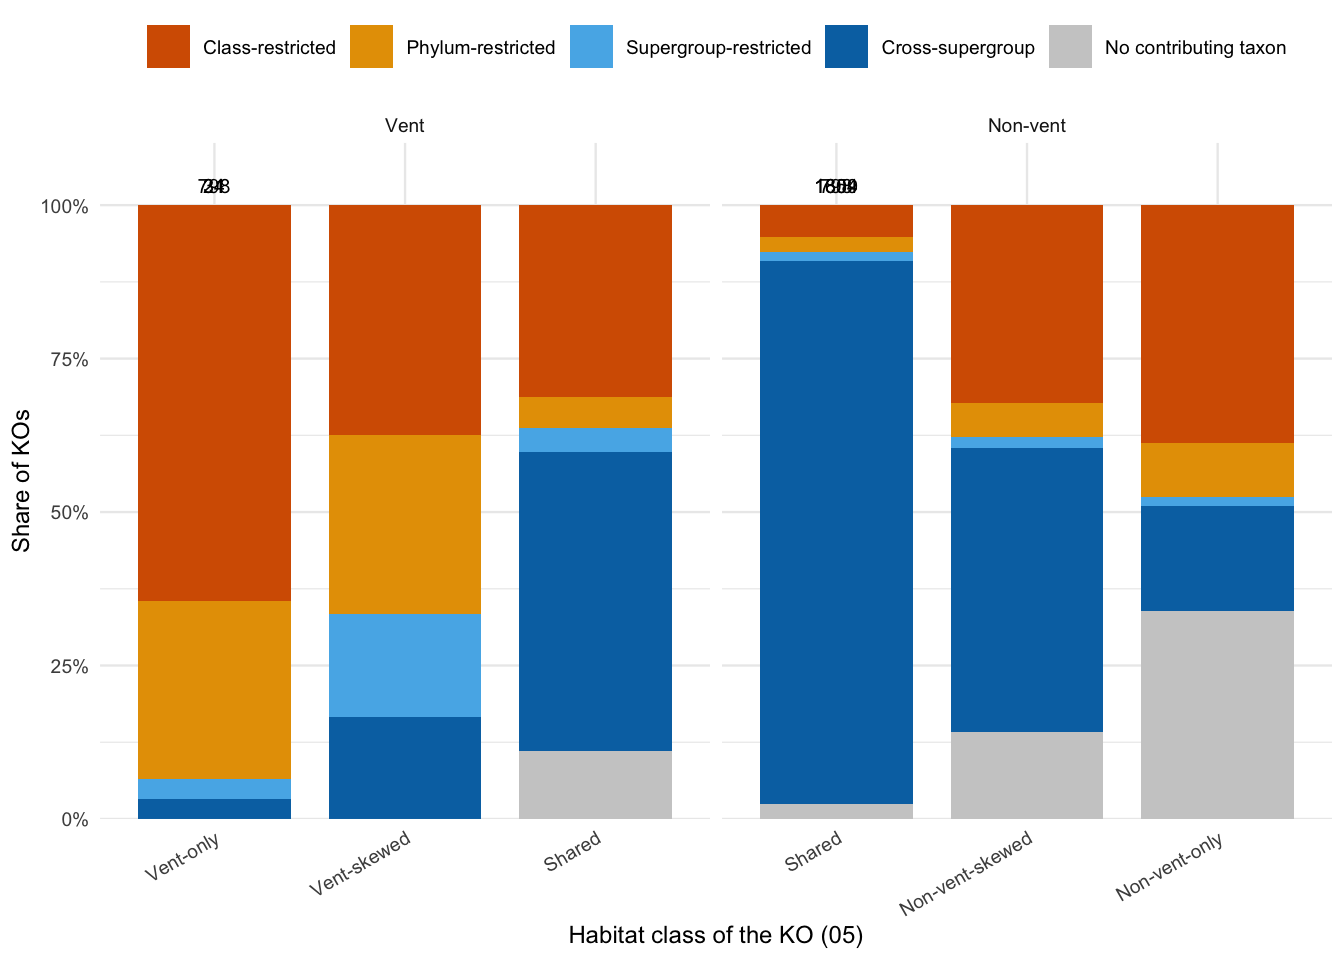 Class-restricted Phylum-restricted Supergroup-restricted Cross-supergroup No contributing taxon
Vent Non-vent
100%
75%
50%
25%
0%
Share of KOs
Vent-only Vent-skewed Shared Shared Non-vent-skewed Non-vent-only
Habitat class of the KO (05)